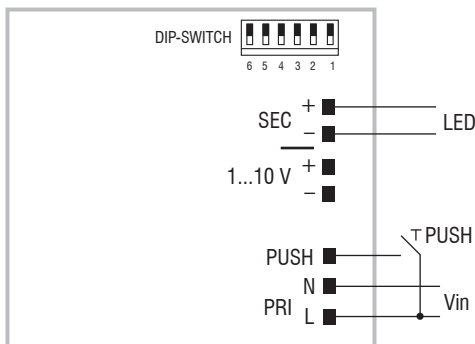 DIP-SWITCH
6 5 4 3 2 1
+
SEC
LED
–
+
1...10 V
–
PUSH
PUSH
N
PRI
Vin
L